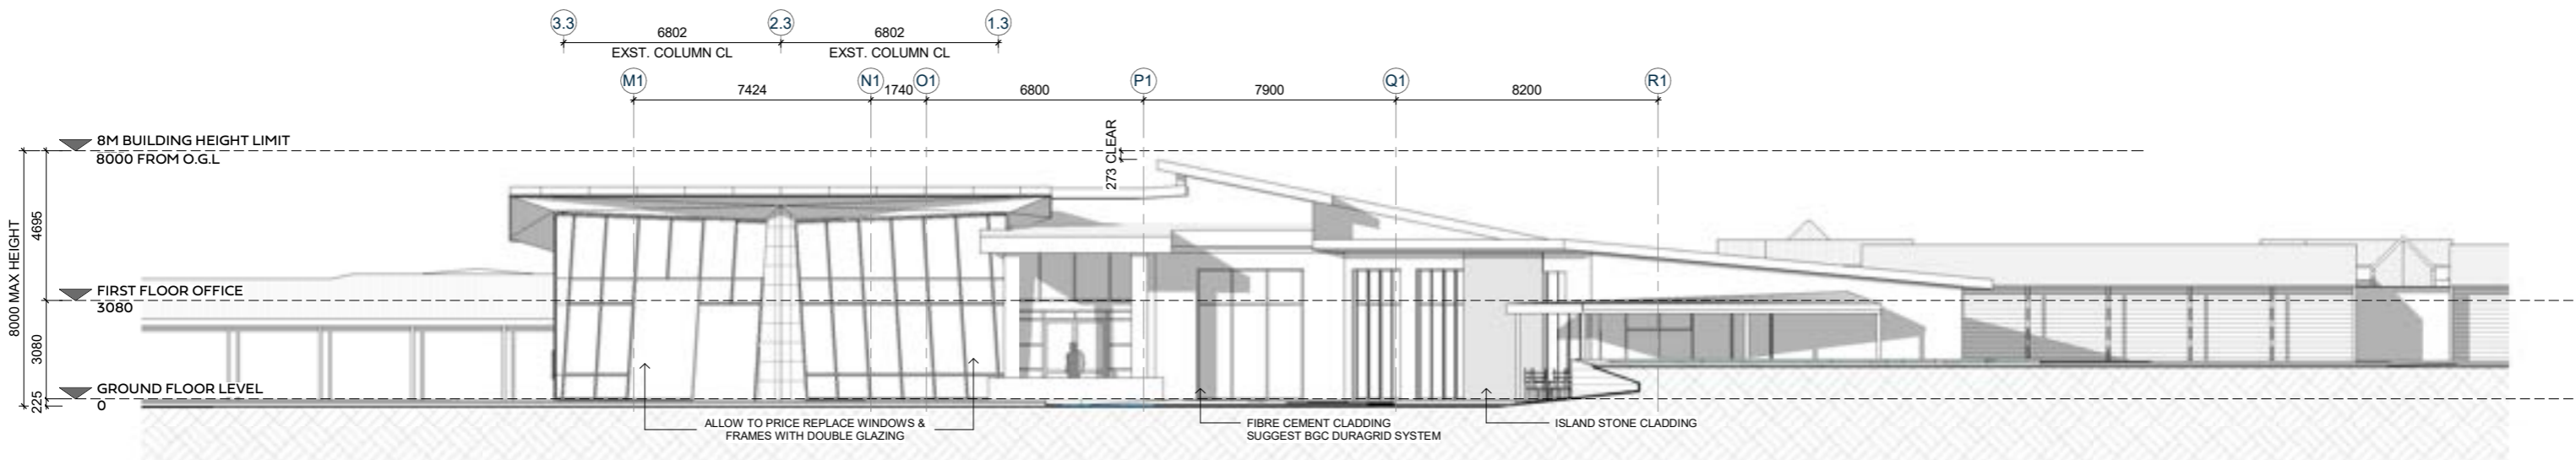 3.3 2.3 1.3
6802 6802
EXST. COLUMN CL EXST. COLUMN CL
M1 N1 O1 P1 Q1 R1
7424 1740 6800 7900 8200
8M BUILDING HEIGHT LIMIT
8000 FROM O.G.L
273 CLEAR
8000 MAX HEIGHT
4695
FIRST FLOOR OFFICE
3080
3080
GROUND FLOOR LEVEL
0
225
ALLOW TO PRICE REPLACE WINDOWS &
FRAMES WITH DOUBLE GLAZING
FIBRE CEMENT CLADDING
SUGGEST BGC DURAGRID SYSTEM
ISLAND STONE CLADDING